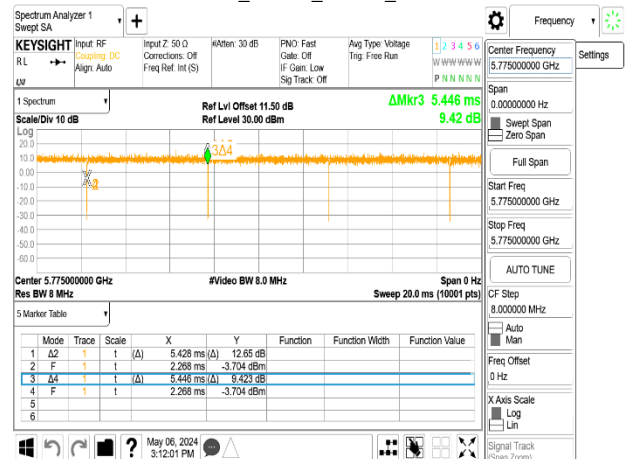 Spectrum Analyzer 1
Swept SA
▼
+
Frequency
▼
KEYSIGHT
RL
Input: RF
Coupling: DC
Align: Auto
Input Z: 50 Ω
Corrections: Off
Freq Ref: Int (S)
#Atten: 30 dB
PNO: Fast
Gate: Off
IF Gain: Low
Sig Track: Off
Avg Type: Voltage
Trig: Free Run
1 2 3 4 5 6
W W W W W W
P N N N N N
1 Spectrum ▼
Scale/Div 10 dB
Ref Lvl Offset 11.50 dB
Ref Level 30.00 dBm
ΔMkr3 5.446 ms
9.42 dB
Log
20.0
10.0
0.00
-10.0
-20.0
-30.0
-40.0
-50.0
-60.0
3Δ4
Center 5.775000000 GHz
#Video BW 8.0 MHz
Span 0 Hz
Res BW 8 MHz
Sweep 20.0 ms (10001 pts)
5 Marker Table ▼
Mode Trace Scale X Y Function Function Width Function Value
1 Δ2 1 t (Δ) 5.428 ms (Δ) 12.65 dB
2 F 1 t 2.268 ms -3.704 dBm
3 Δ4 1 t (Δ) 5.446 ms (Δ) 9.423 dB
4 F 1 t 2.268 ms -3.704 dBm
5
6
?
May 06, 2024
3:12:01 PM
Settings
Center Frequency
5.775000000 GHz
Span
0.00000000 Hz
Swept Span
Zero Span
Full Span
Start Freq
5.775000000 GHz
Stop Freq
5.775000000 GHz
AUTO TUNE
CF Step
8.000000 MHz
Auto
Man
Freq Offset
0 Hz
X Axis Scale
Log
Lin
Signal Track
(Span Zoom)